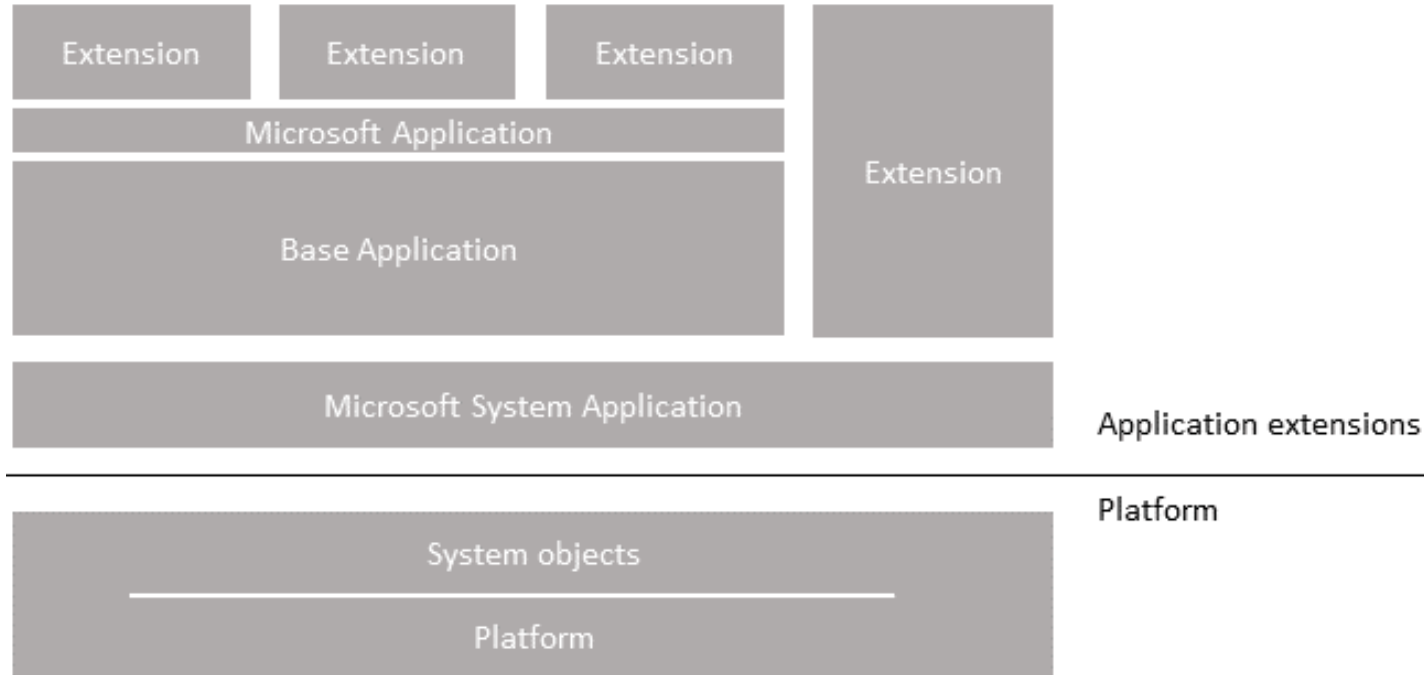 Extension
Extension
Extension
Extension
Microsoft Application
Base Application
Microsoft System Application
Application extensions
Platform
System objects
Platform